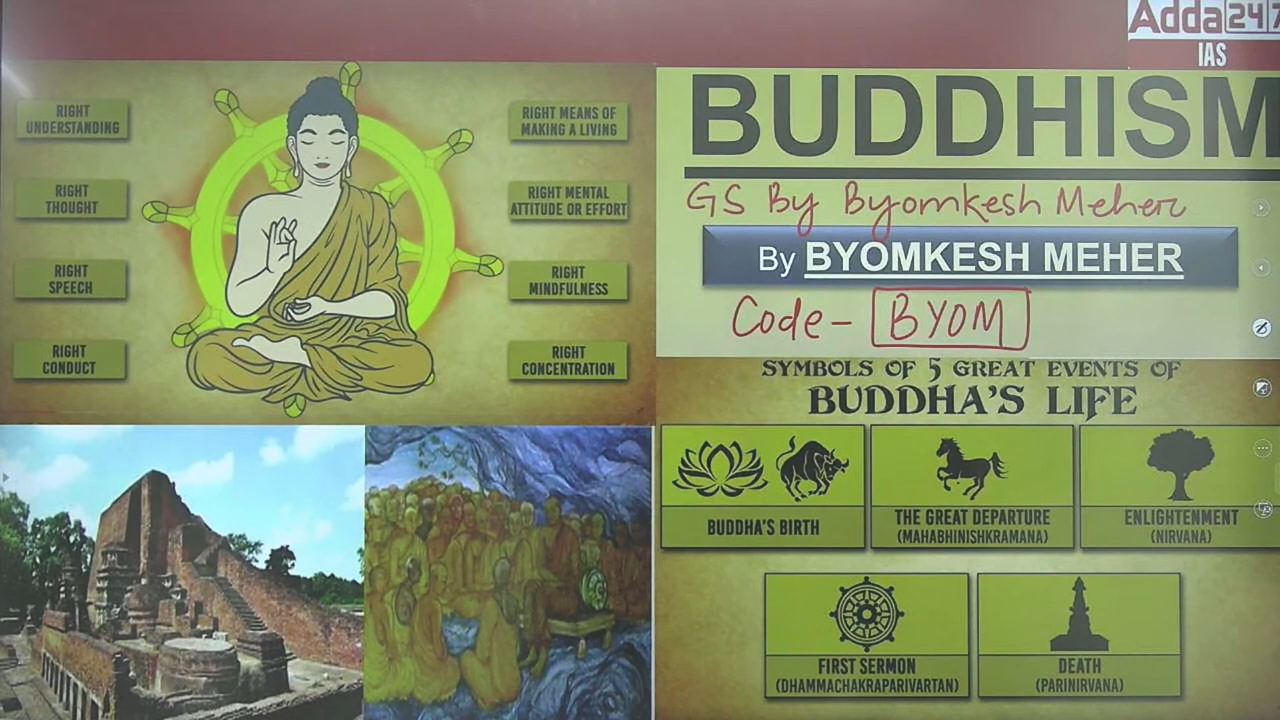 Adda247
IAS
RIGHT
UNDERSTANDING
RIGHT
THOUGHT
RIGHT
SPEECH
RIGHT
CONDUCT
RIGHT MEANS OF
MAKING A LIVING
RIGHT MENTAL
ATTITUDE OR EFFORT
RIGHT
MINDFULNESS
RIGHT
CONCENTRATION
BUDDHISM
GS By Byomkesh Meher
By BYOMKESH MEHER
Code- BYOM
SYMBOLS OF 5 GREAT EVENTS OF
BUDDHA'S LIFE
BUDDHA'S BIRTH
THE GREAT DEPARTURE
(MAHABHINISHKRAMANA)
ENLIGHTENMENT
(NIRVANA)
FIRST SERMON
(DHAMMACHAKRAPARIVARTAN)
DEATH
(PARINIRVANA)